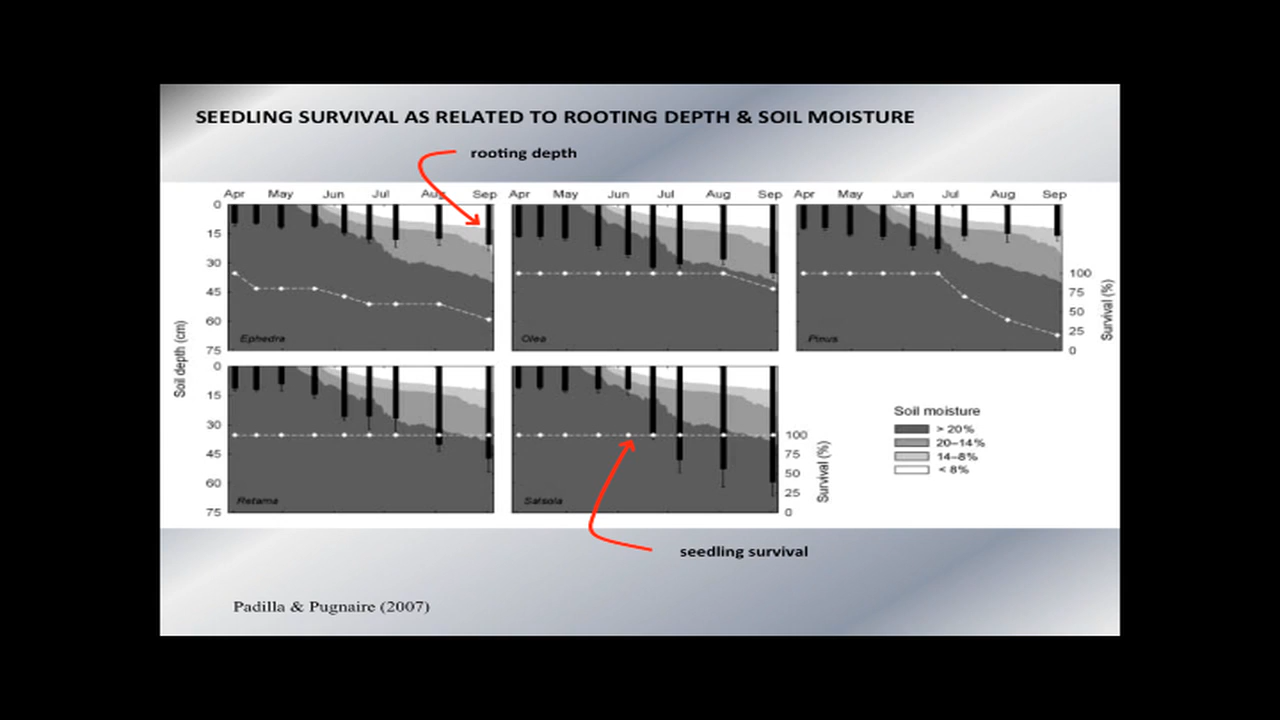 SEEDLING SURVIVAL AS RELATED TO ROOTING DEPTH & SOIL MOISTURE
rooting depth
Apr May Jun Jul Aug Sep Apr May Jun Jul Aug Sep Apr May Jun Jul Aug Sep
0
15
30
45
60
75
Ephedra
Olea
Pinus
100
75
50
25
0
Survival (%)
Soil depth (cm)
0
15
30
45
60
75
Retama
Salsola
100
75
50
25
0
Survival (%)
Soil moisture
> 20%
20–14%
14–8%
< 8%
seedling survival
Padilla & Pugnaire (2007)